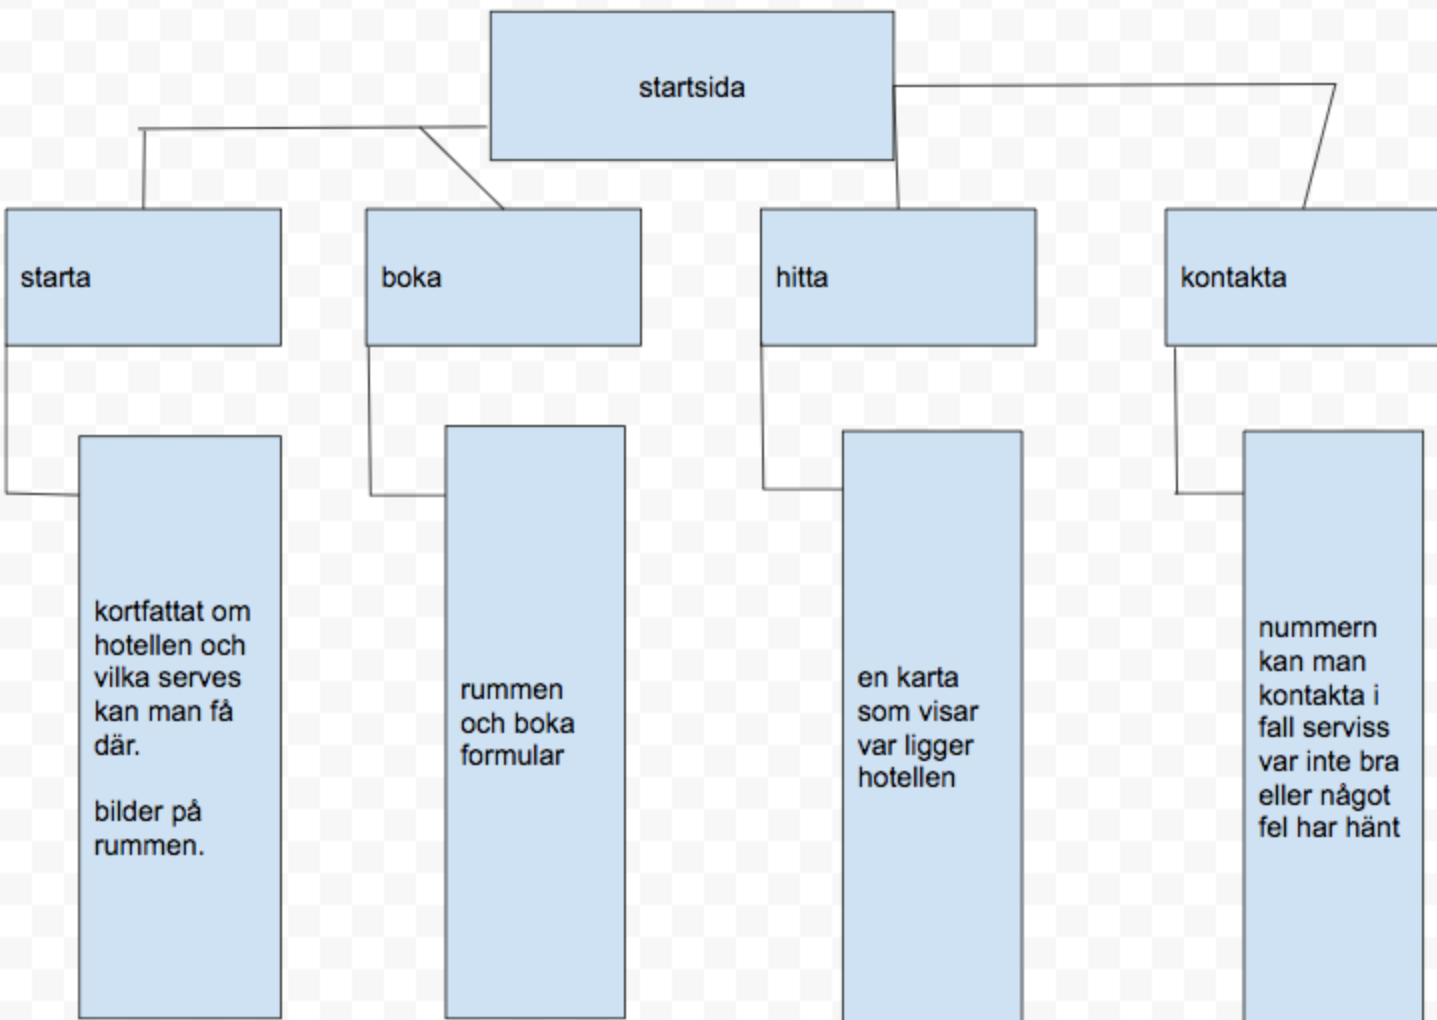 startsida
starta
boka
hitta
kontakta
kortfattat om
hotellen och
vilka serves
kan man få
där.
bilder på
rummen.
rummen
och boka
formular
en karta
som visar
var ligger
hotellen
nummern
kan man
kontakta i
fall serviss
var inte bra
eller något
fel har hänt